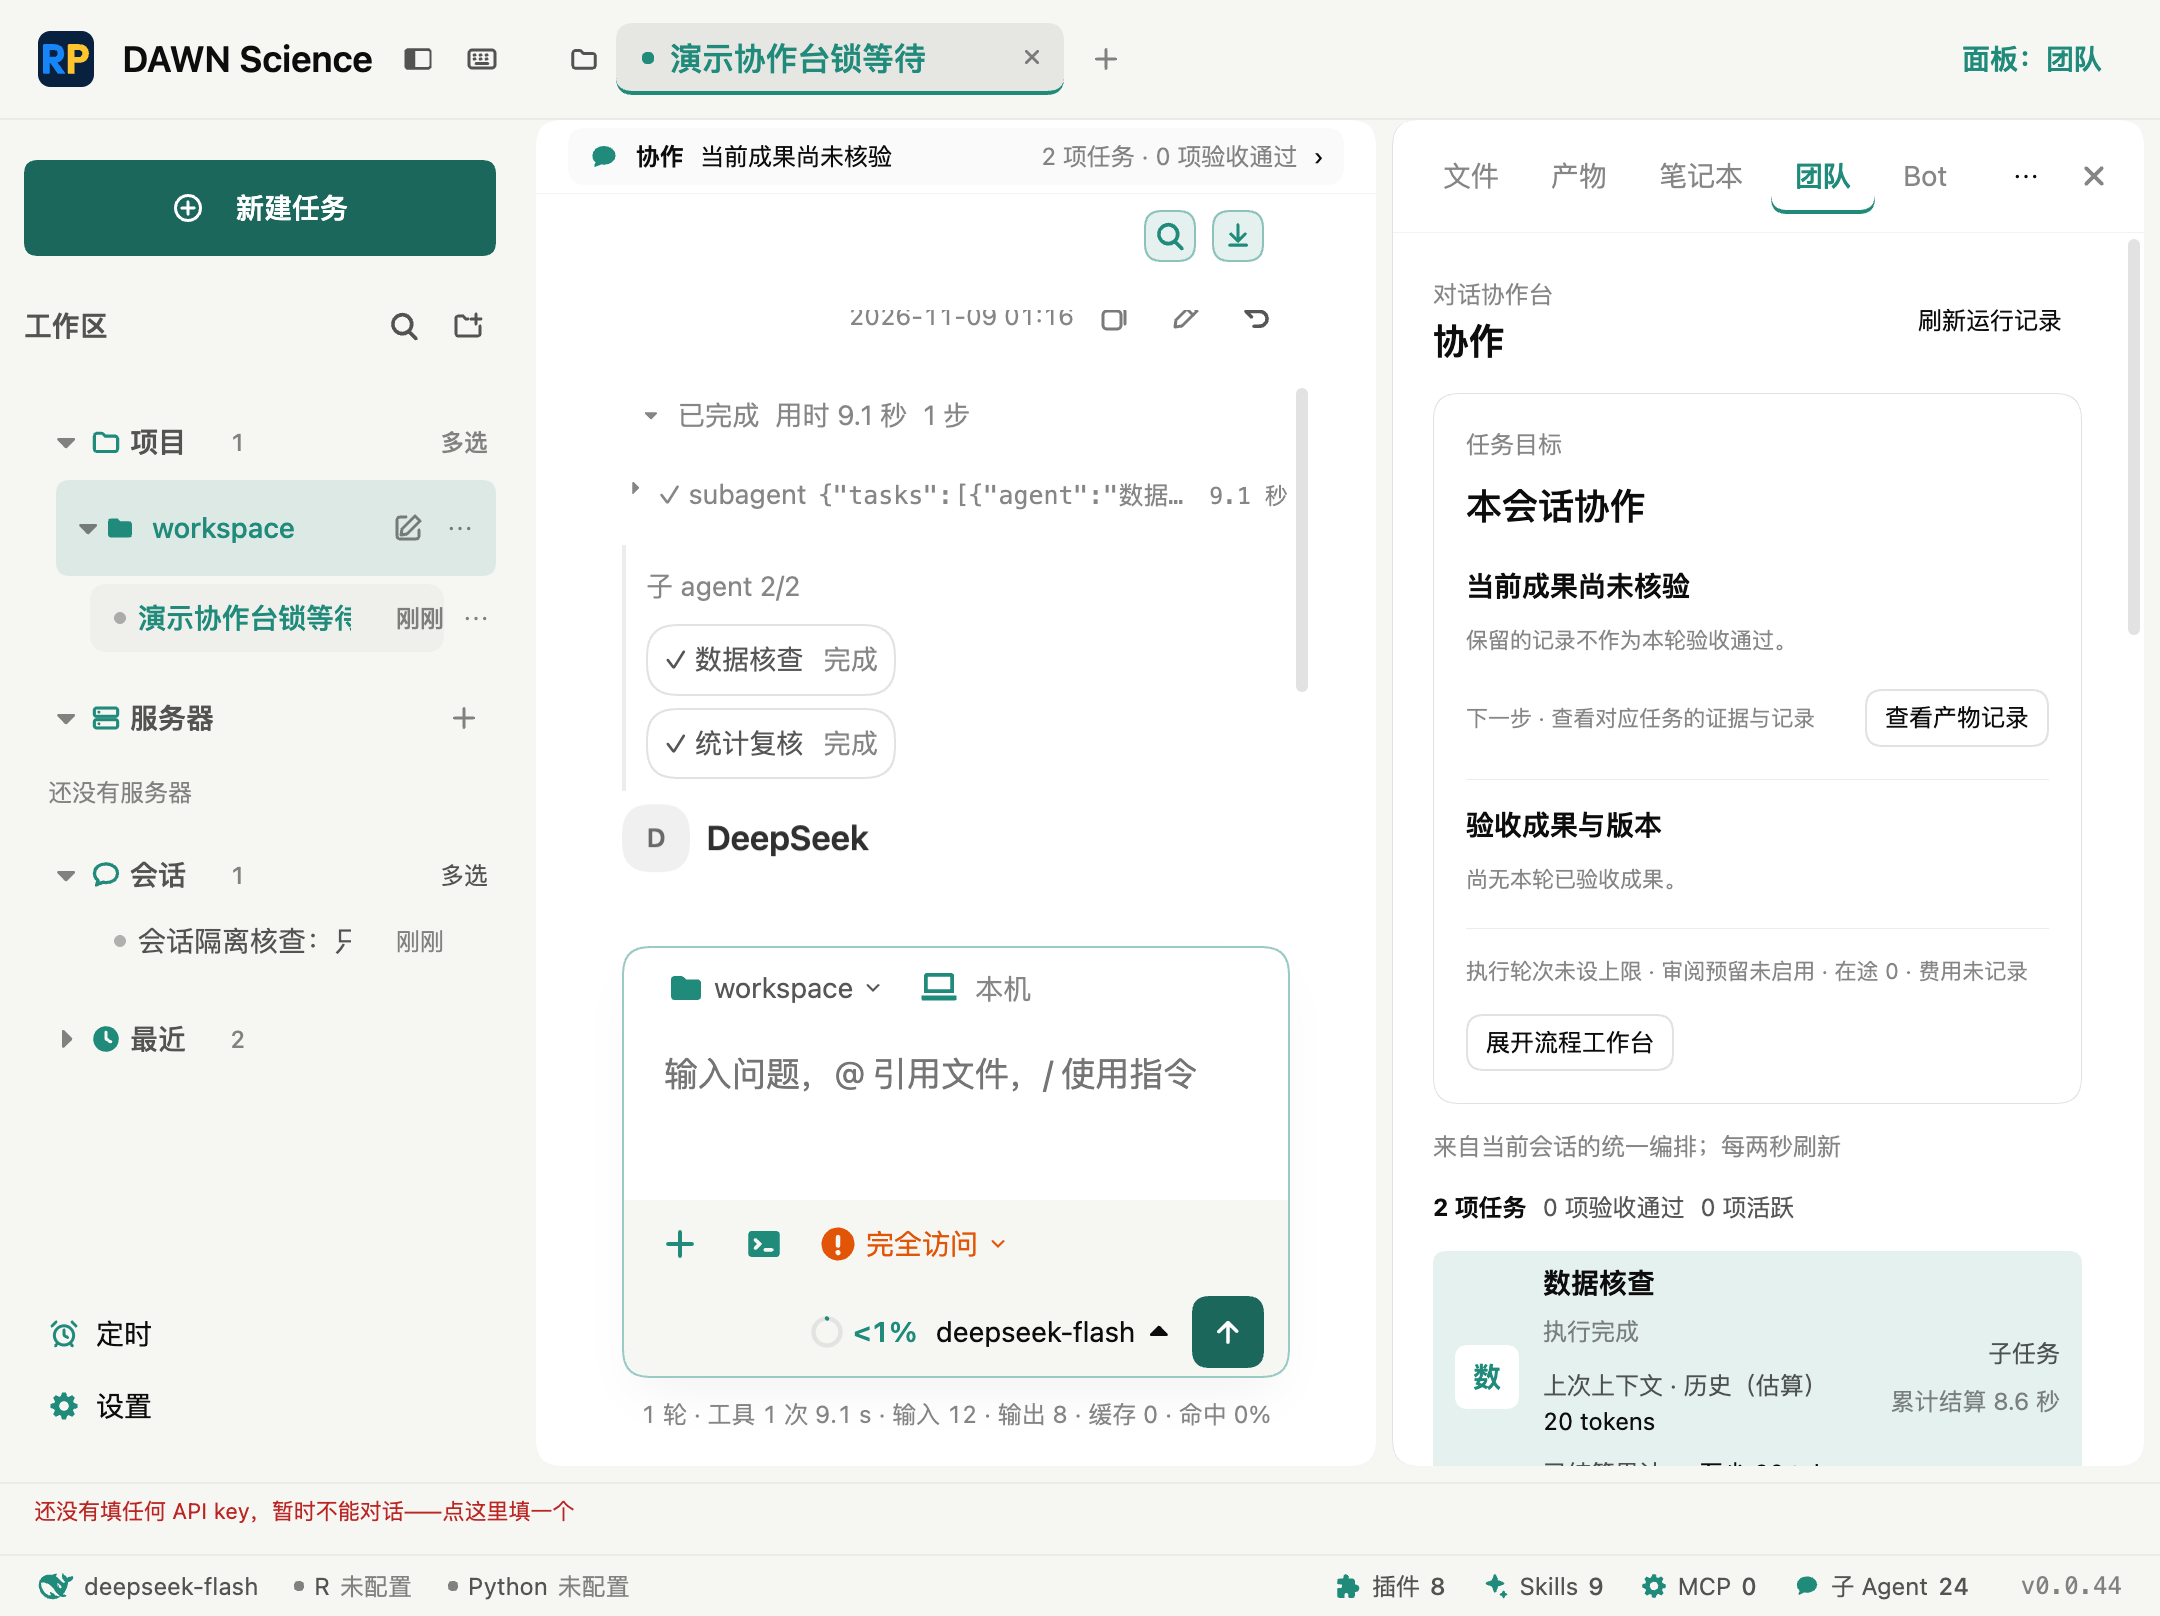 RP
DAWN Science
演示协作台锁等待
面板：团队
新建任务
工作区
项目 1 多选
workspace
演示协作台锁等待 刚刚
服务器
还没有服务器
会话 1 多选
会话隔离核查： 刚刚
最近 2
定时
设置
协作 当前成果尚未核验 2 项任务 · 0 项验收通过 ›
2026-11-09 01:16
已完成 用时 9.1 秒 1 步
subagent {"tasks":[{"agent":"数据… 9.1 秒
子 agent 2/2
数据核查 完成
统计复核 完成
D DeepSeek
workspace 本机
输入问题，@ 引用文件，/ 使用指令
完全访问
<1% deepseek-flash
1 轮 · 工具 1 次 9.1 s · 输入 12 · 输出 8 · 缓存 0 · 命中 0%
文件 产物 笔记本 团队 Bot ···
对话协作台
协作
刷新运行记录
任务目标
本会话协作
当前成果尚未核验
保留的记录不作为本轮验收通过。
下一步 · 查看对应任务的证据与记录 查看产物记录
验收成果与版本
尚无本轮已验收成果。
执行轮次未设上限 · 审阅预留未启用 · 在途 0 · 费用未记录
展开流程工作台
来自当前会话的统一编排；每两秒刷新
2 项任务 0 项验收通过 0 项活跃
数
数据核查
执行完成
上次上下文 · 历史（估算）
20 tokens
子任务
累计结算 8.6 秒
还没有填任何 API key，暂时不能对话——点这里填一个
deepseek-flash R 未配置 Python 未配置
插件 8 Skills 9 MCP 0 子 Agent 24 v0.0.44